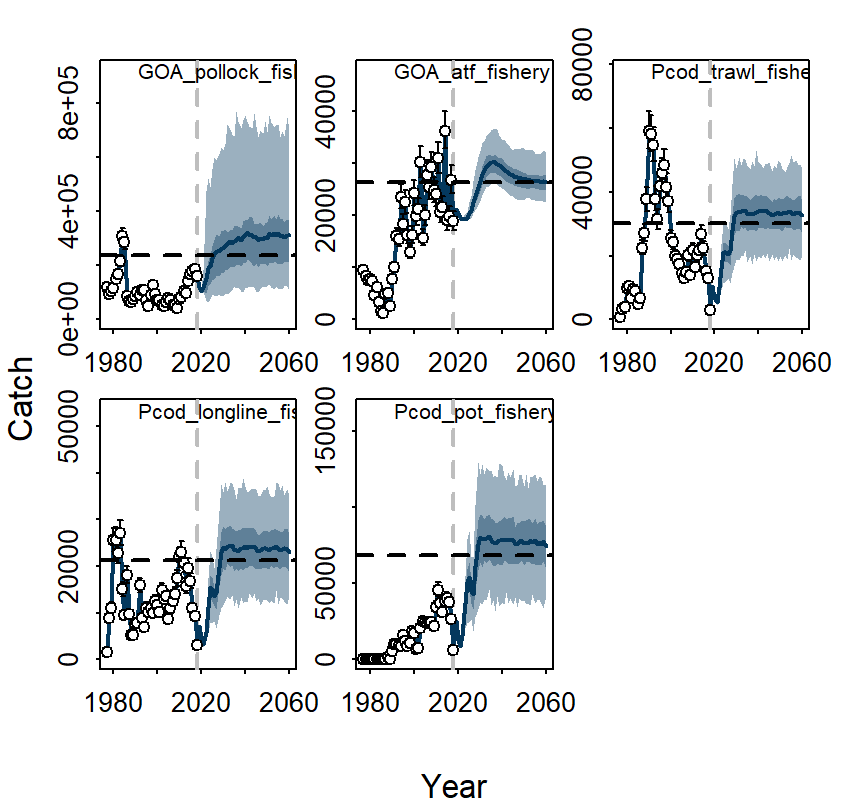 GOA_pollock_fis
GOA_atf_fishery
Pcod_trawl_fishe
0e+00 4e+05 8e+05
0 20000 40000
0 40000 80000
1980 2020 2060
1980 2020 2060
1980 2020 2060
Catch
Pcod_longline_fis
Pcod_pot_fishery
0 20000 50000
0 50000 150000
1980 2020 2060
1980 2020 2060
Year